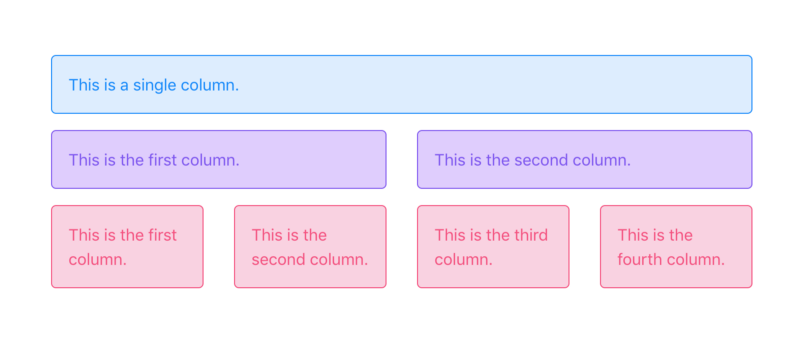 This is a single column.
This is the first column.
This is the second column.
This is the first
column.
This is the
second column.
This is the third
column.
This is the
fourth column.